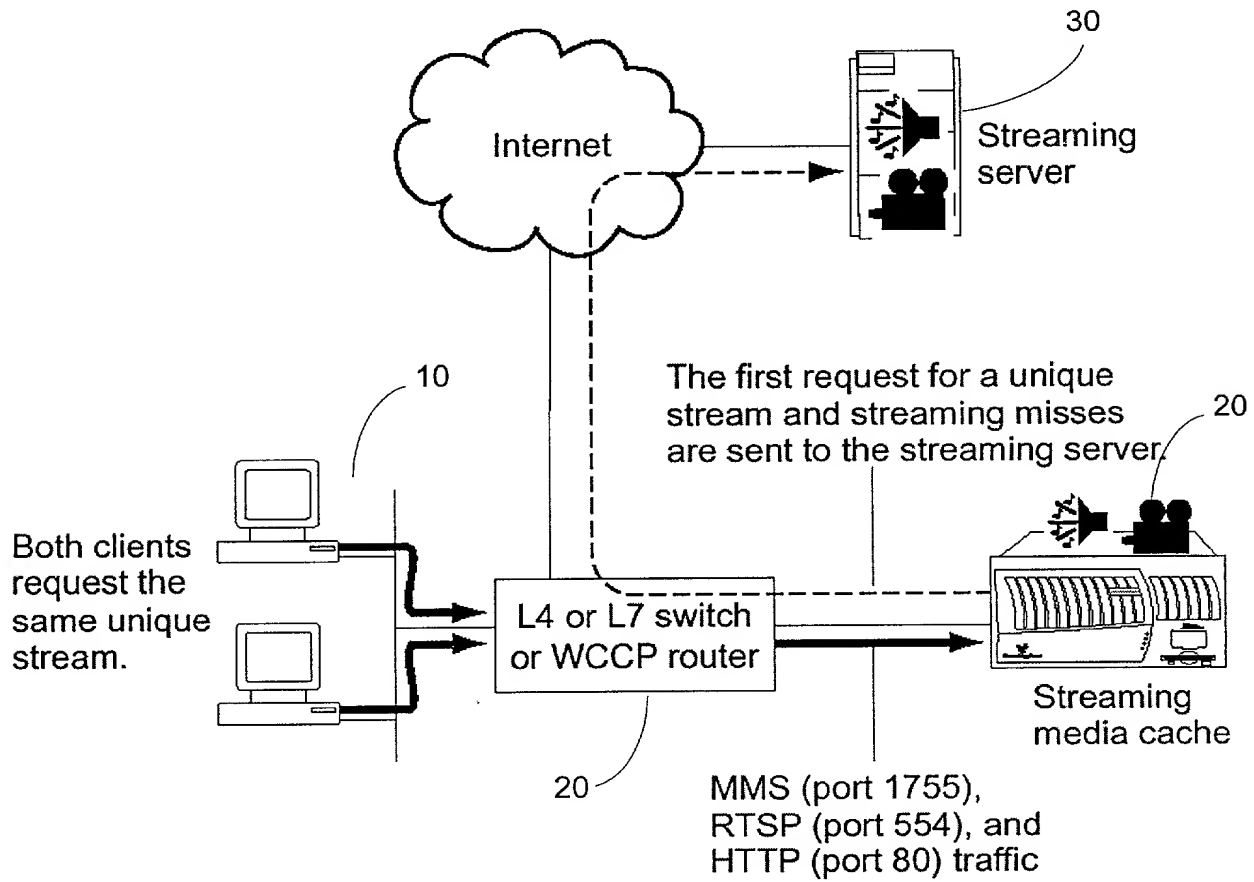 30
Internet
Streaming
server
10
The first request for a unique
stream and streaming misses
are sent to the streaming server.
20
Both clients
request the
same unique
stream.
L4 or L7 switch
or WCCP router
Streaming
media cache
20
MMS (port 1755),
RTSP (port 554), and
HTTP (port 80) traffic